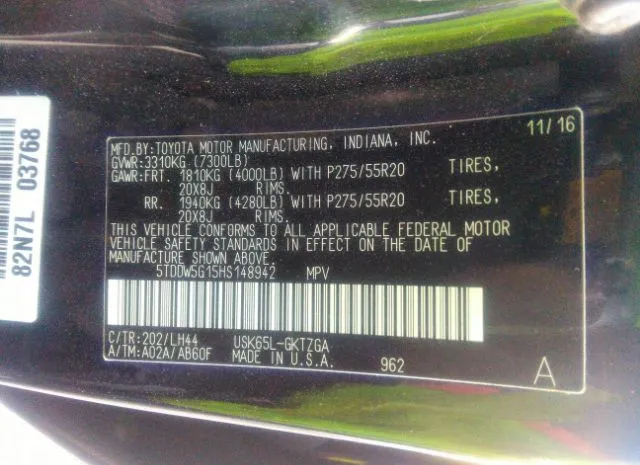 MFD.BY:TOYOTA MOTOR MANUFACTURING, INDIANA, INC. 11/16
GVWR:3310KG (7300LB)
GAWR:FRT. 1810KG (4000LB) WITH P275/55R20 TIRES,
20X8J RIMS.
RR. 1940KG (4280LB) WITH P275/55R20 TIRES,
20X8J RIMS.
THIS VEHICLE CONFORMS TO ALL APPLICABLE FEDERAL MOTOR
VEHICLE SAFETY STANDARDS IN EFFECT ON THE DATE OF
MANUFACTURE SHOWN ABOVE.
5TDDW5G15HS148942 MPV
C/TR:202/LH44 USK65L-GKTZGA
A/TM:A02A/AB60F MADE IN U.S.A. 962 A
82N7L 03768